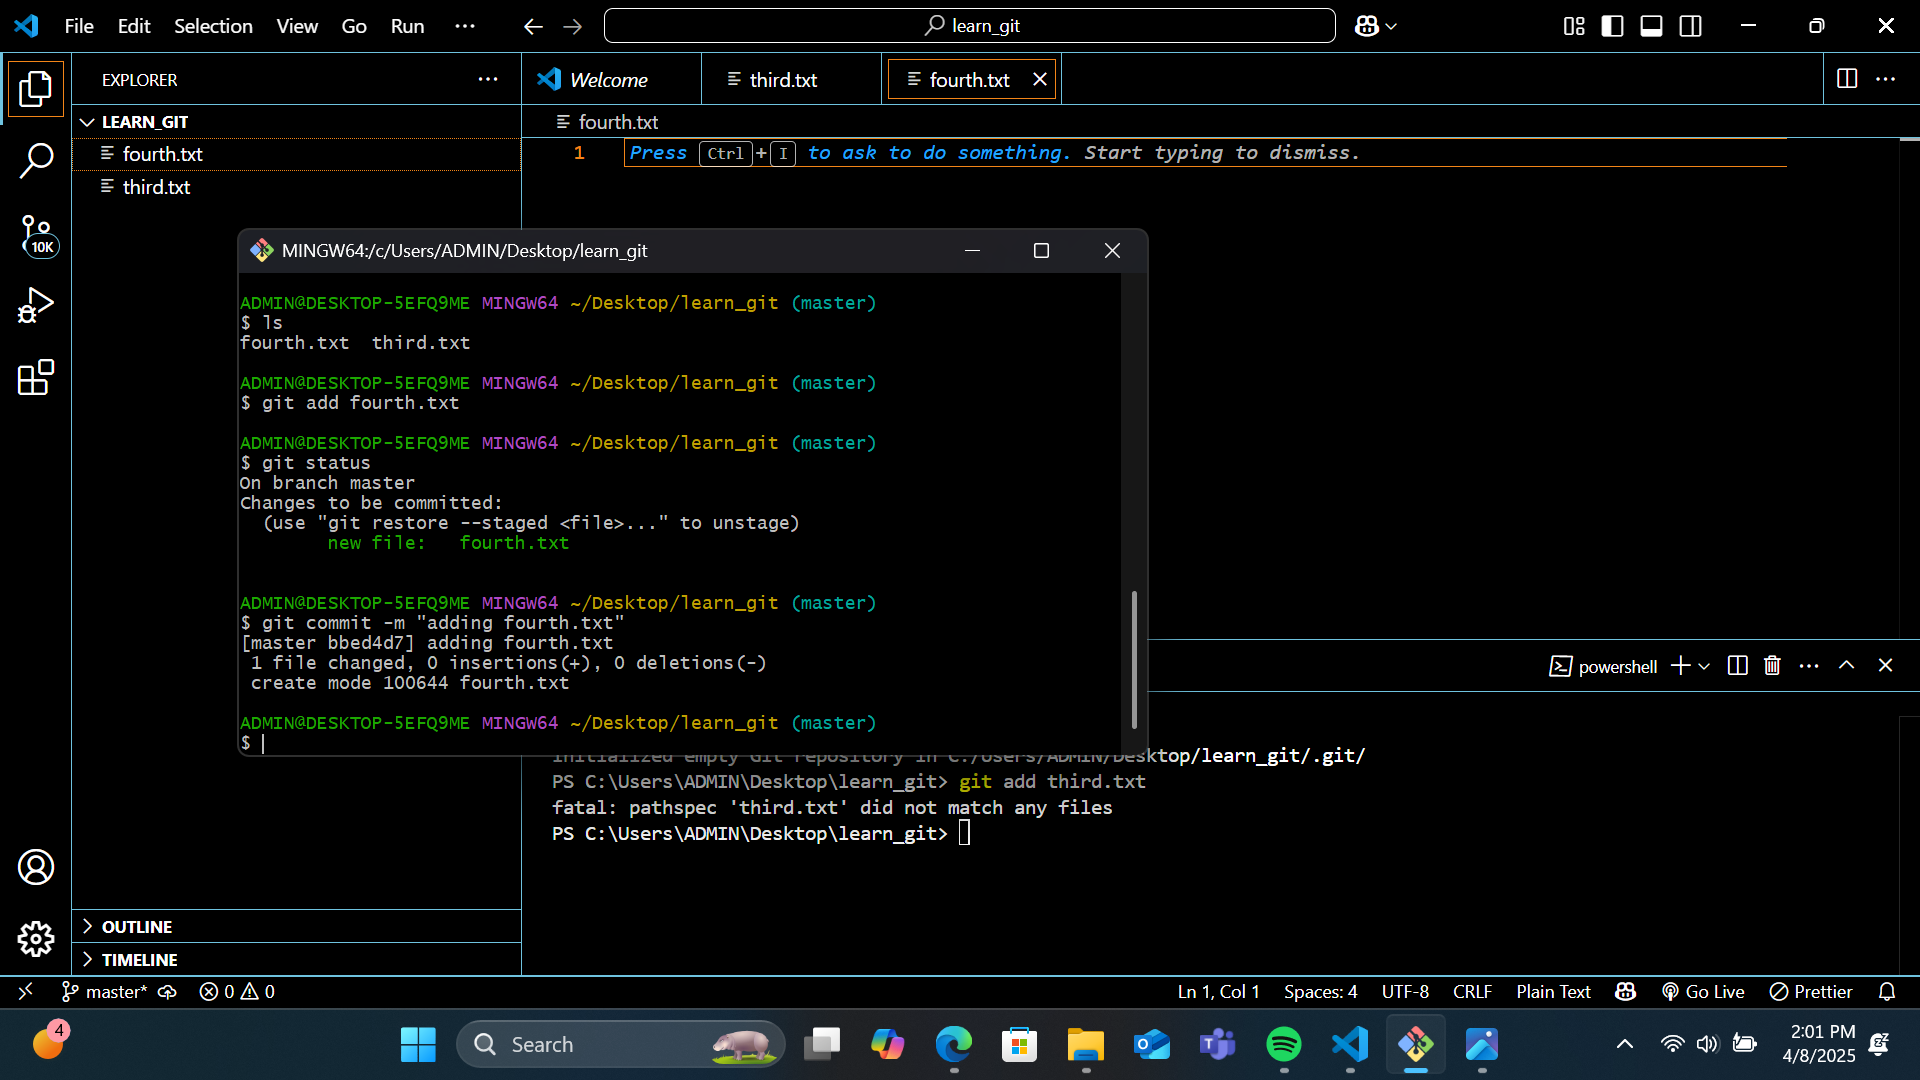 File Edit Selection View Go Run ···
learn_git
EXPLORER
LEARN_GIT
fourth.txt
third.txt
10K
OUTLINE
TIMELINE
Welcome
third.txt
fourth.txt
fourth.txt
1
Press Ctrl+I to ask to do something. Start typing to dismiss.
MINGW64:/c/Users/ADMIN/Desktop/learn_git
ADMIN@DESKTOP-5EFQ9ME MINGW64 ~/Desktop/learn_git (master)
$ ls
fourth.txt  third.txt
ADMIN@DESKTOP-5EFQ9ME MINGW64 ~/Desktop/learn_git (master)
$ git add fourth.txt
ADMIN@DESKTOP-5EFQ9ME MINGW64 ~/Desktop/learn_git (master)
$ git status
On branch master
Changes to be committed:
  (use "git restore --staged <file>..." to unstage)
        new file:   fourth.txt
ADMIN@DESKTOP-5EFQ9ME MINGW64 ~/Desktop/learn_git (master)
$ git commit -m "adding fourth.txt"
[master bbed4d7] adding fourth.txt
 1 file changed, 0 insertions(+), 0 deletions(-)
 create mode 100644 fourth.txt
ADMIN@DESKTOP-5EFQ9ME MINGW64 ~/Desktop/learn_git (master)
$
powershell
Initialized empty Git repository in C:/Users/ADMIN/Desktop/learn_git/.git/
PS C:\Users\ADMIN\Desktop\learn_git> git add third.txt
fatal: pathspec 'third.txt' did not match any files
PS C:\Users\ADMIN\Desktop\learn_git>
master* 0 0
Ln 1, Col 1 Spaces: 4 UTF-8 CRLF Plain Text Go Live Prettier
4
Search
2:01 PM
4/8/2025